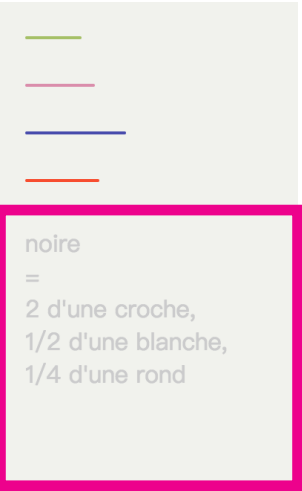 noire
=
2 d'une croche,
1/2 d'une blanche,
1/4 d'une rond